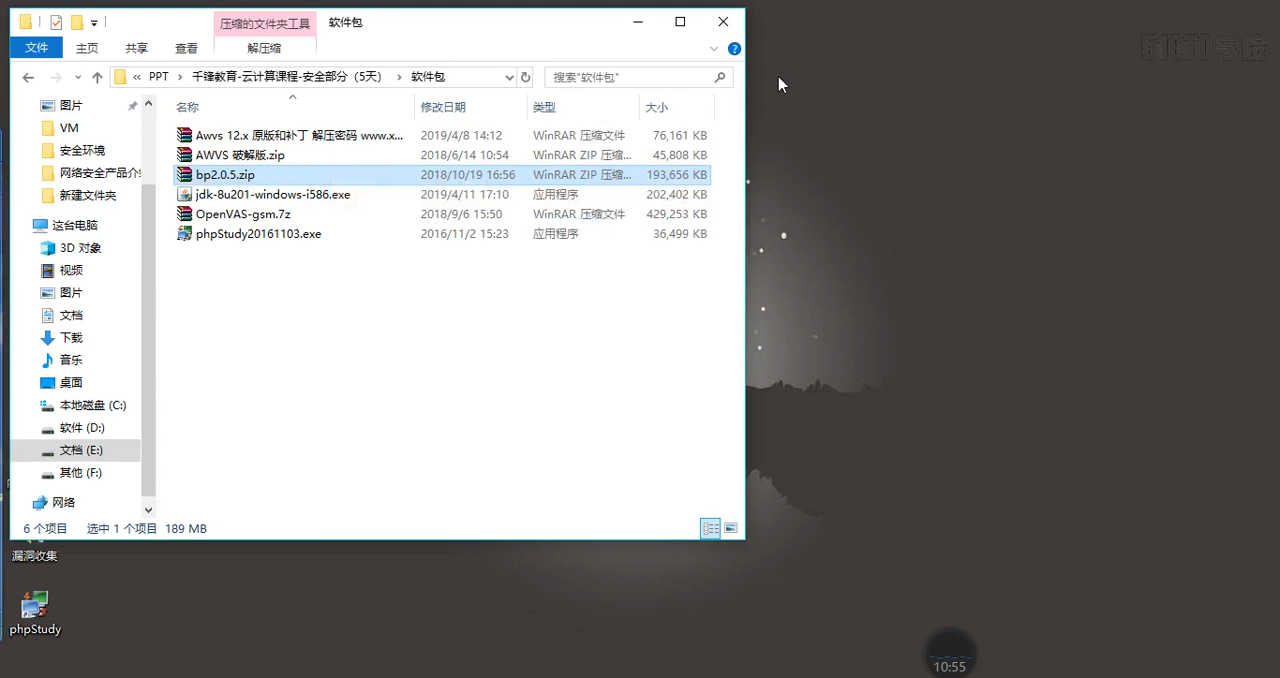 压缩的文件夹工具 软件包
文件 主页 共享 查看 解压缩
« PPT › 千锋教育-云计算课程-安全部分（5天） › 软件包 搜索"软件包"
名称 修改日期 类型 大小
Awvs 12.x 原版和补丁 解压密码 www.x... 2019/4/8 14:12 WinRAR 压缩文件 76,161 KB
AWVS 破解版.zip 2018/6/14 10:54 WinRAR ZIP 压缩... 45,808 KB
bp2.0.5.zip 2018/10/19 16:56 WinRAR ZIP 压缩... 193,656 KB
jdk-8u201-windows-i586.exe 2019/4/11 17:10 应用程序 202,402 KB
OpenVAS-gsm.7z 2018/9/6 15:50 WinRAR 压缩文件 429,253 KB
phpStudy20161103.exe 2016/11/2 15:23 应用程序 36,499 KB
图片
VM
安全环境
网络安全产品介
新建文件夹
这台电脑
3D 对象
视频
图片
文档
下载
音乐
桌面
本地磁盘 (C:)
软件 (D:)
文档 (E:)
其他 (F:)
网络
6 个项目 选中 1 个项目 189 MB
漏洞收集
phpStudy
10:55
51CTO学院